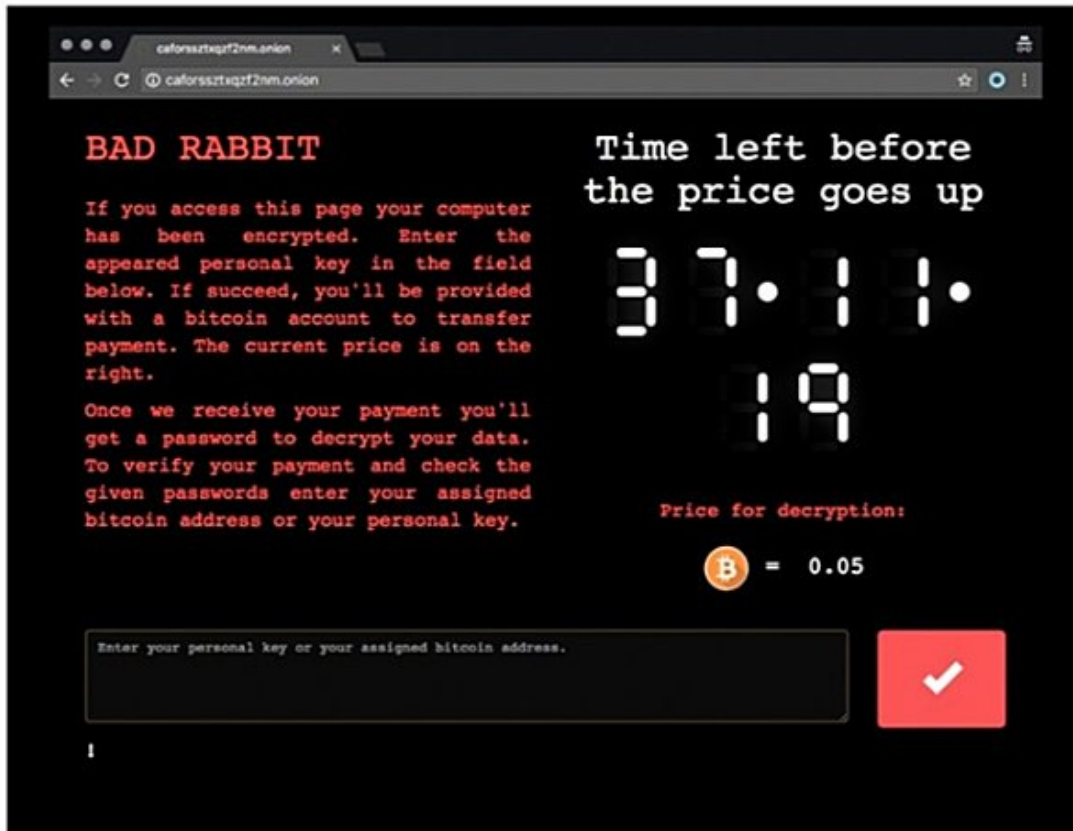 caforssztxqzf2nm.onion
caforssztxqzf2nm.onion
BAD RABBIT
If you access this page your computer
has been encrypted. Enter the
appeared personal key in the field
below. If succeed, you'll be provided
with a bitcoin account to transfer
payment. The current price is on the
right.
Once we receive your payment you'll
get a password to decrypt your data.
To verify your payment and check the
given passwords enter your assigned
bitcoin address or your personal key.
Time left before
the price goes up
37.11.
19
Price for decryption:
= 0.05
Enter your personal key or your assigned bitcoin address.
!